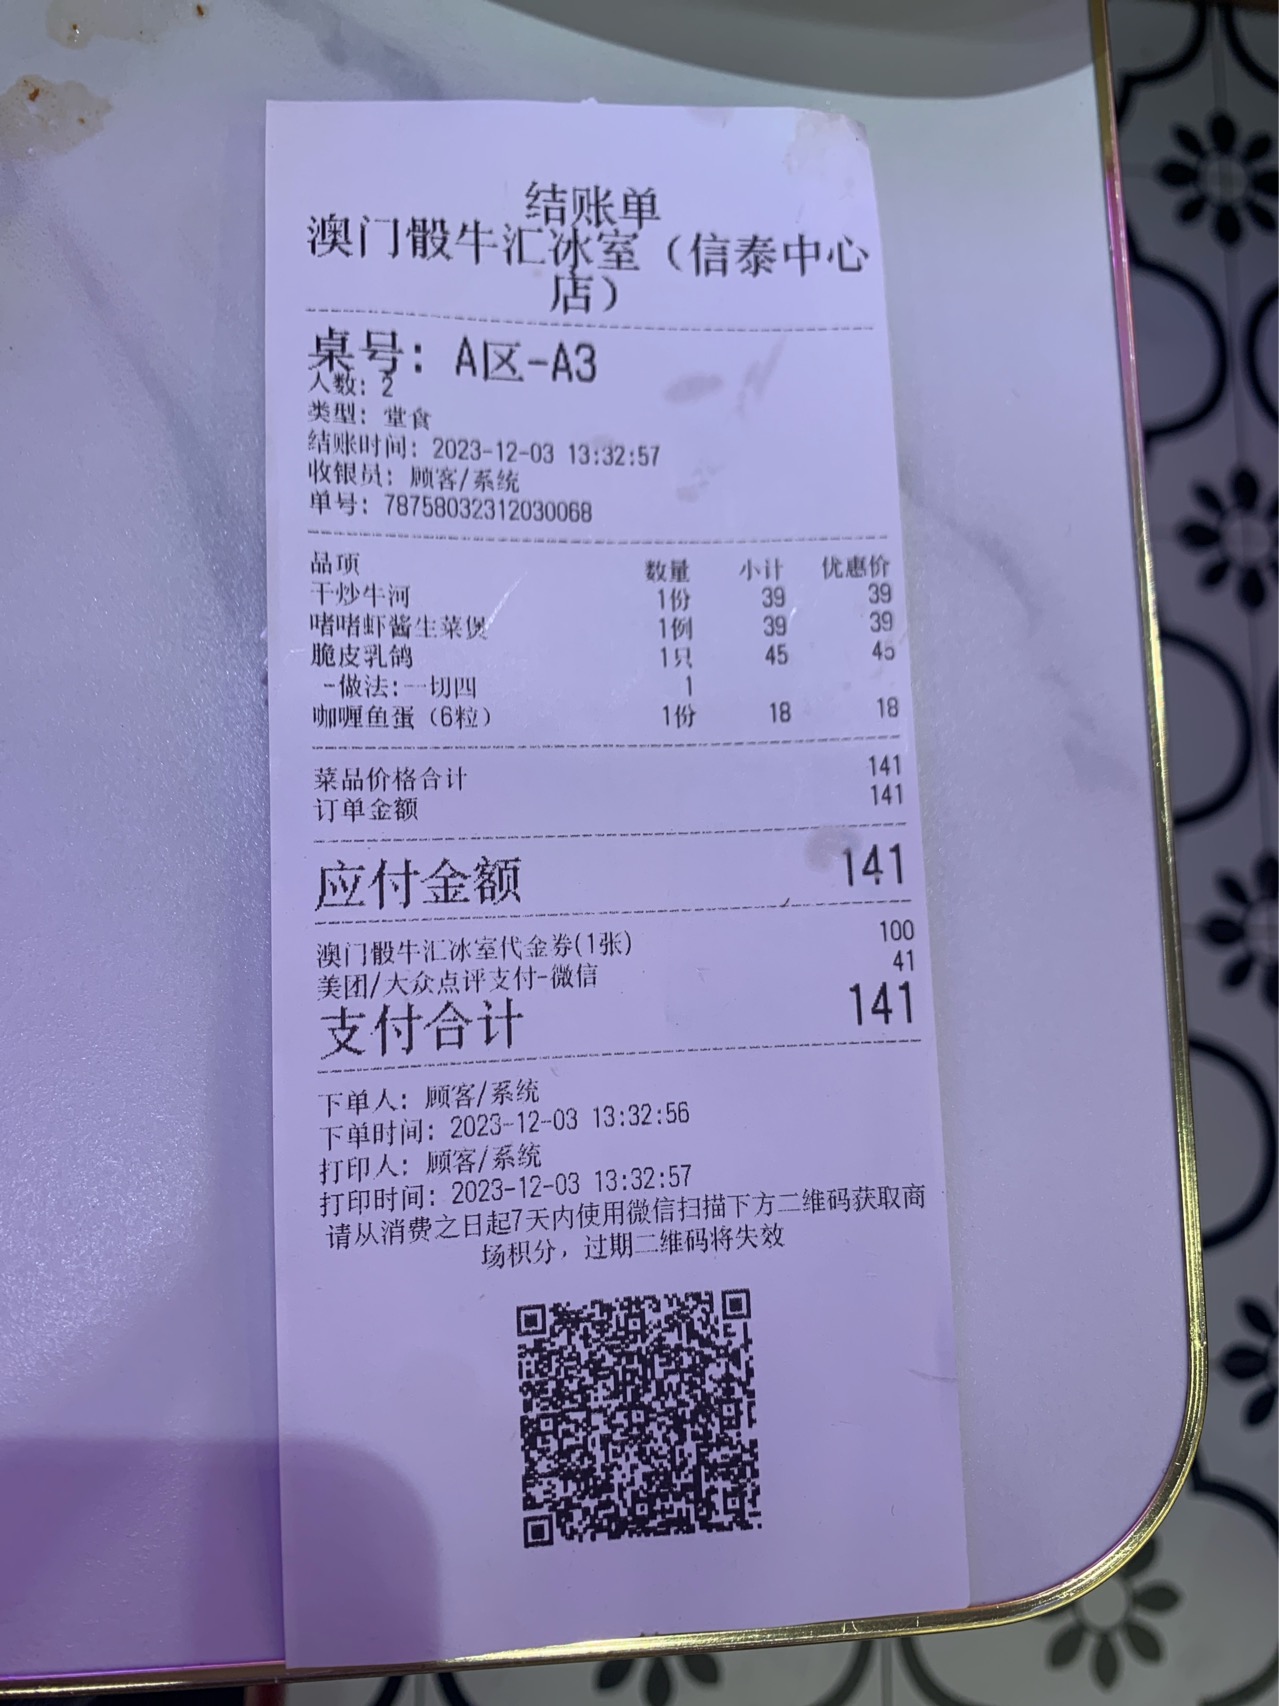 结账单
澳门骰牛汇冰室（信泰中心
店）
桌号：A区-A3
人数：2
类型：堂食
结账时间：2023-12-03 13:32:57
收银员：顾客/系统
单号：787580323120​30068
品项 数量 小计 优惠价
干炒牛河 1份 39 39
啫啫虾酱生菜煲 1例 39 39
脆皮乳鸽 1只 45 45
-做法:一切四 1
咖喱鱼蛋（6粒） 1份 18 18
菜品价格合计 141
订单金额 141
应付金额 141
澳门骰牛汇冰室代金券(1张) 100
美团/大众点评支付-微信 41
支付合计 141
下单人：顾客/系统
下单时间：2023-12-03 13:32:56
打印人：顾客/系统
打印时间：2023-12-03 13:32:57
请从消费之日起7天内使用微信扫描下方二维码获取商
场积分，过期二维码将失效